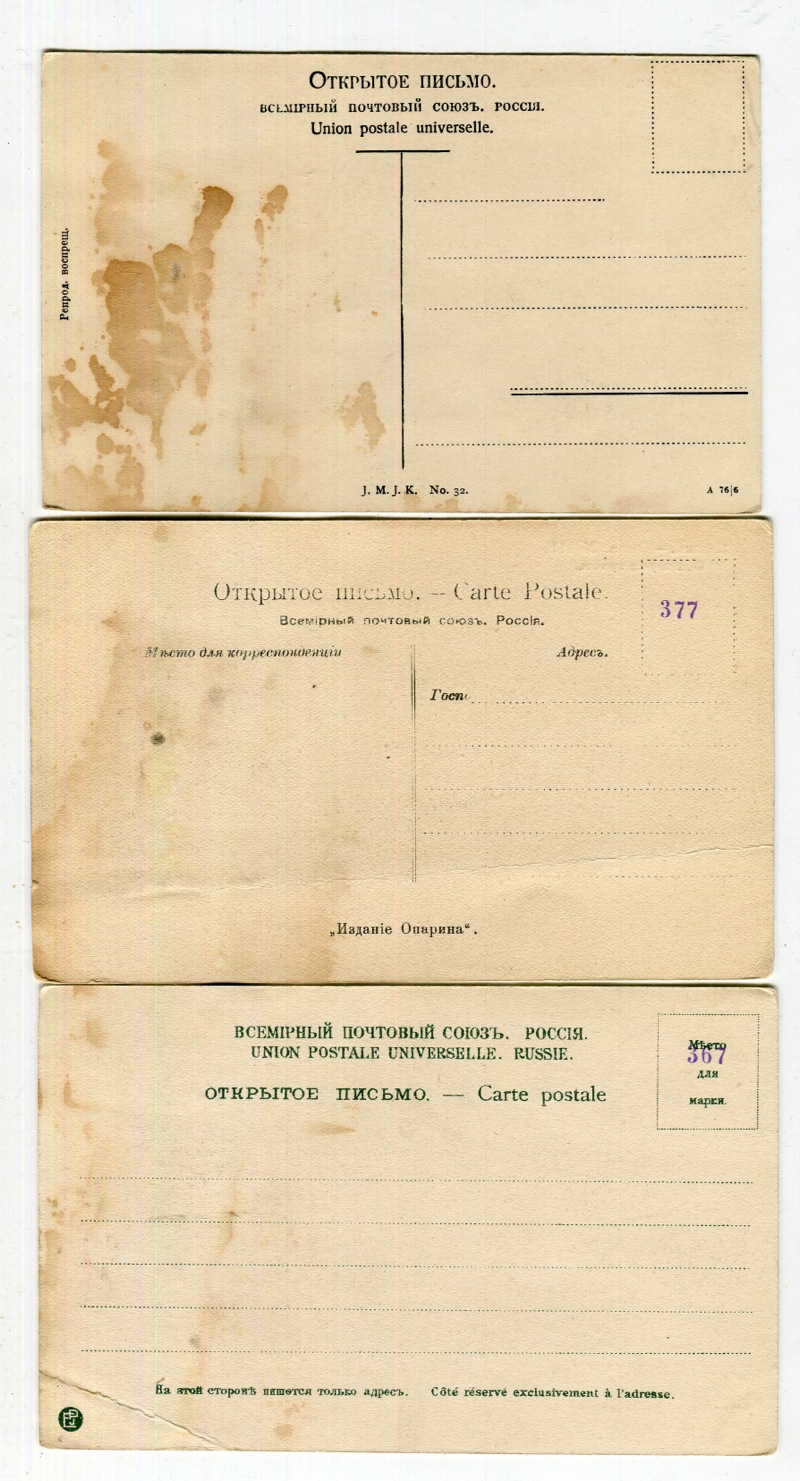 Открытое письмо.
Всемірный почтовый союзъ. Россія.
Union postale universelle.
Репрод. воспрещ.
J. M. J. K. No. 32.
A 76|6
Открытое письмо. — Carte Postale.
Всемірный почтовый союзъ. Россія.
377
Мѣсто для корреспонденціи
Адресъ.
Госп.
„Изданіе Опарина“.
ВСЕМІРНЫЙ ПОЧТОВЫЙ СОЮЗЪ. РОССІЯ.
UNION POSTALE UNIVERSELLE. RUSSIE.
ОТКРЫТОЕ ПИСЬМО. — Carte postale
Мѣсто
367
для
марки.
На этой сторонѣ пишется только адресъ. Côté réservé exclusivement à l'adresse.